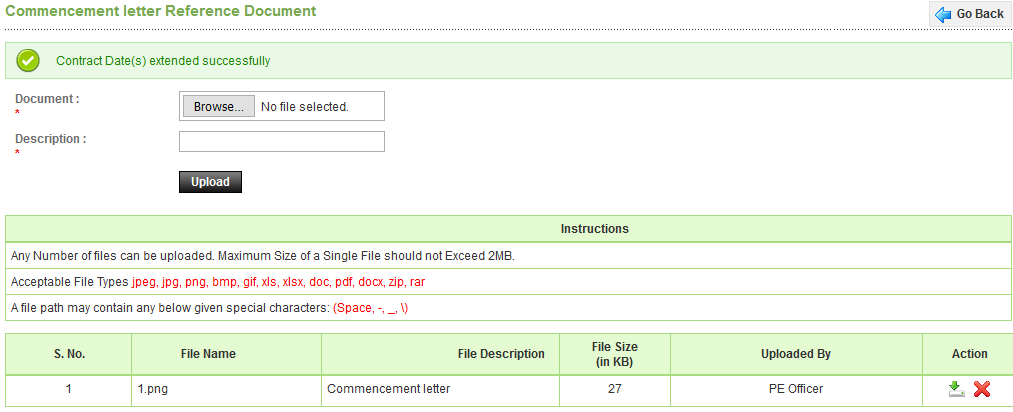 Commencement letter Reference Document
Go Back
Contract Date(s) extended successfully
Document :
*
Browse... No file selected.
Description :
*
Upload
Instructions
Any Number of files can be uploaded. Maximum Size of a Single File should not Exceed 2MB.
Acceptable File Types jpeg, jpg, png, bmp, gif, xls, xlsx, doc, pdf, docx, zip, rar
A file path may contain any below given special characters: (Space, -, _, \)
S. No. File Name File Description File Size (in KB) Uploaded By Action
1 1.png Commencement letter 27 PE Officer